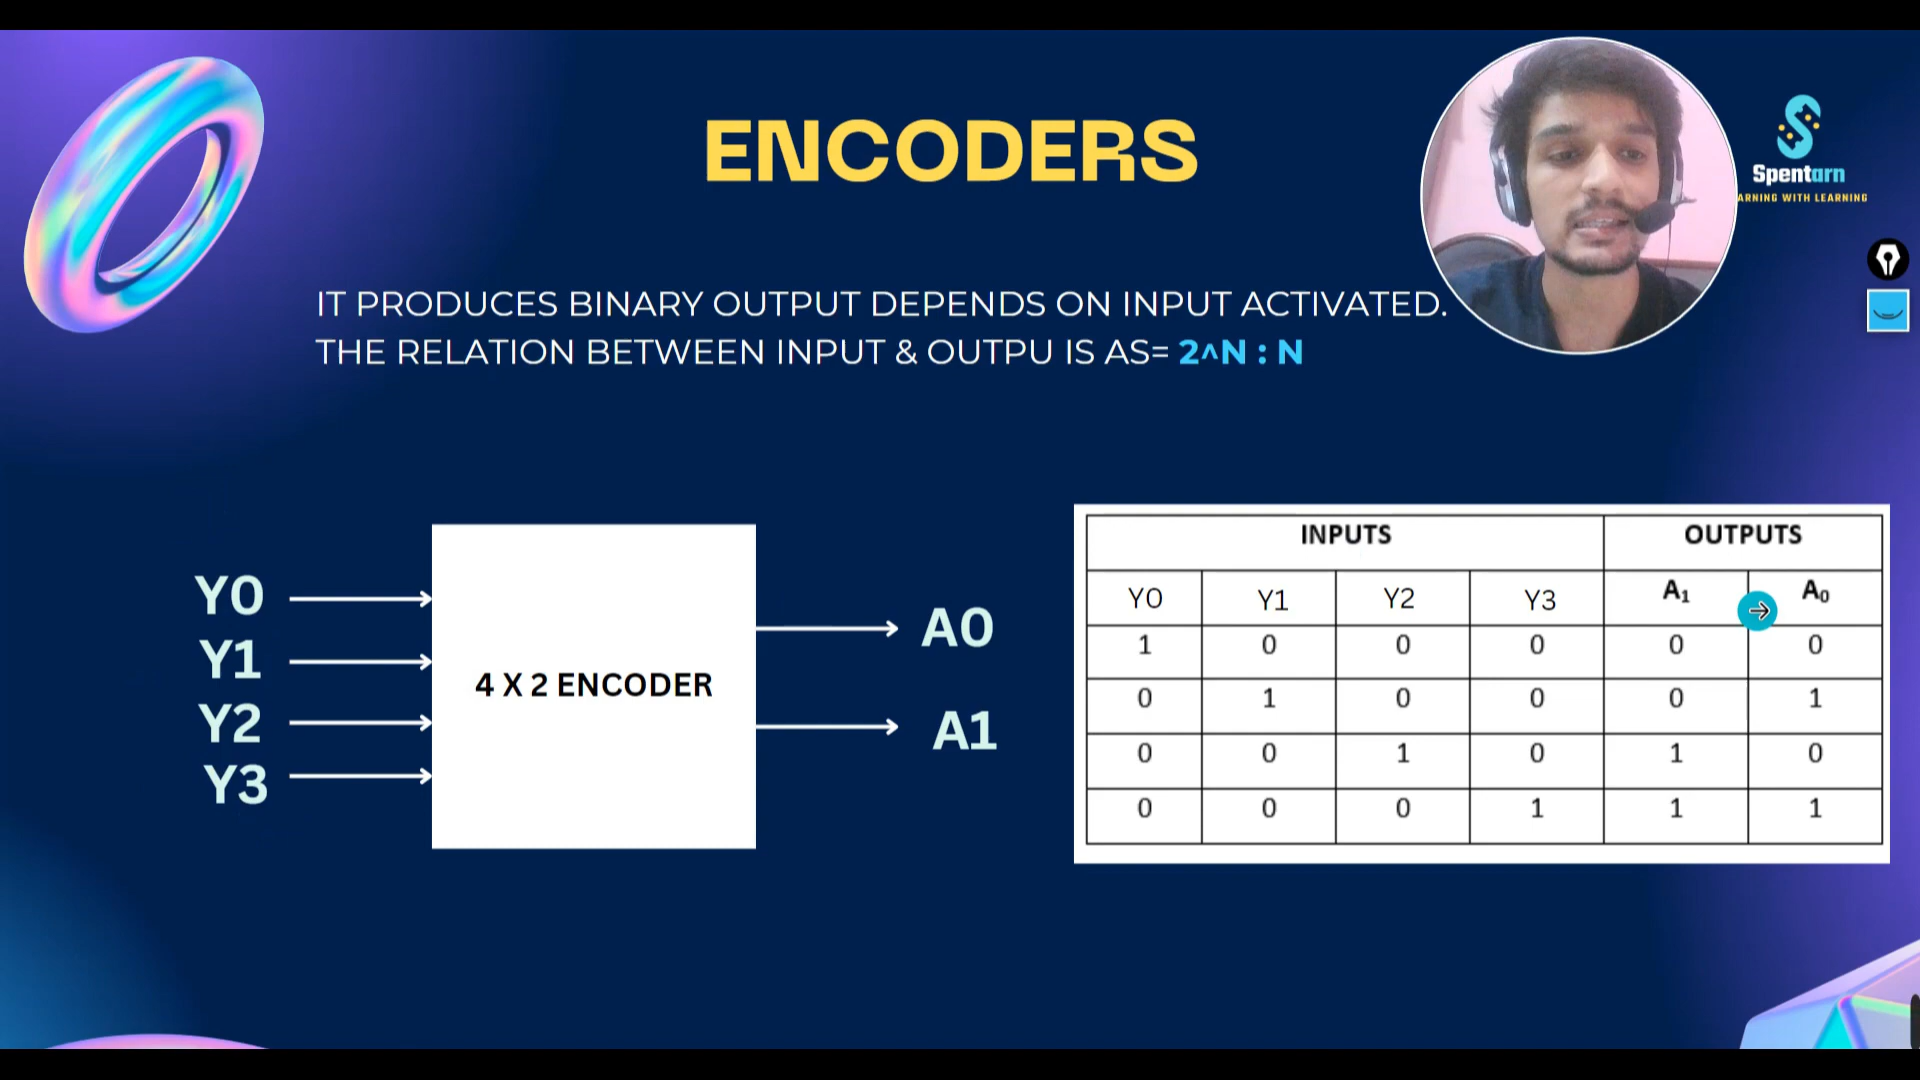 ENCODERS
Spentarn
ARNING WITH LEARNING
IT PRODUCES BINARY OUTPUT DEPENDS ON INPUT ACTIVATED.
THE RELATION BETWEEN INPUT & OUTPU IS AS= 2^N : N
Y0
Y1
Y2
Y3
4 X 2 ENCODER
A0
A1
INPUTS OUTPUTS
Y0 Y1 Y2 Y3 A₁ A₀
1 0 0 0 0 0
0 1 0 0 0 1
0 0 1 0 1 0
0 0 0 1 1 1